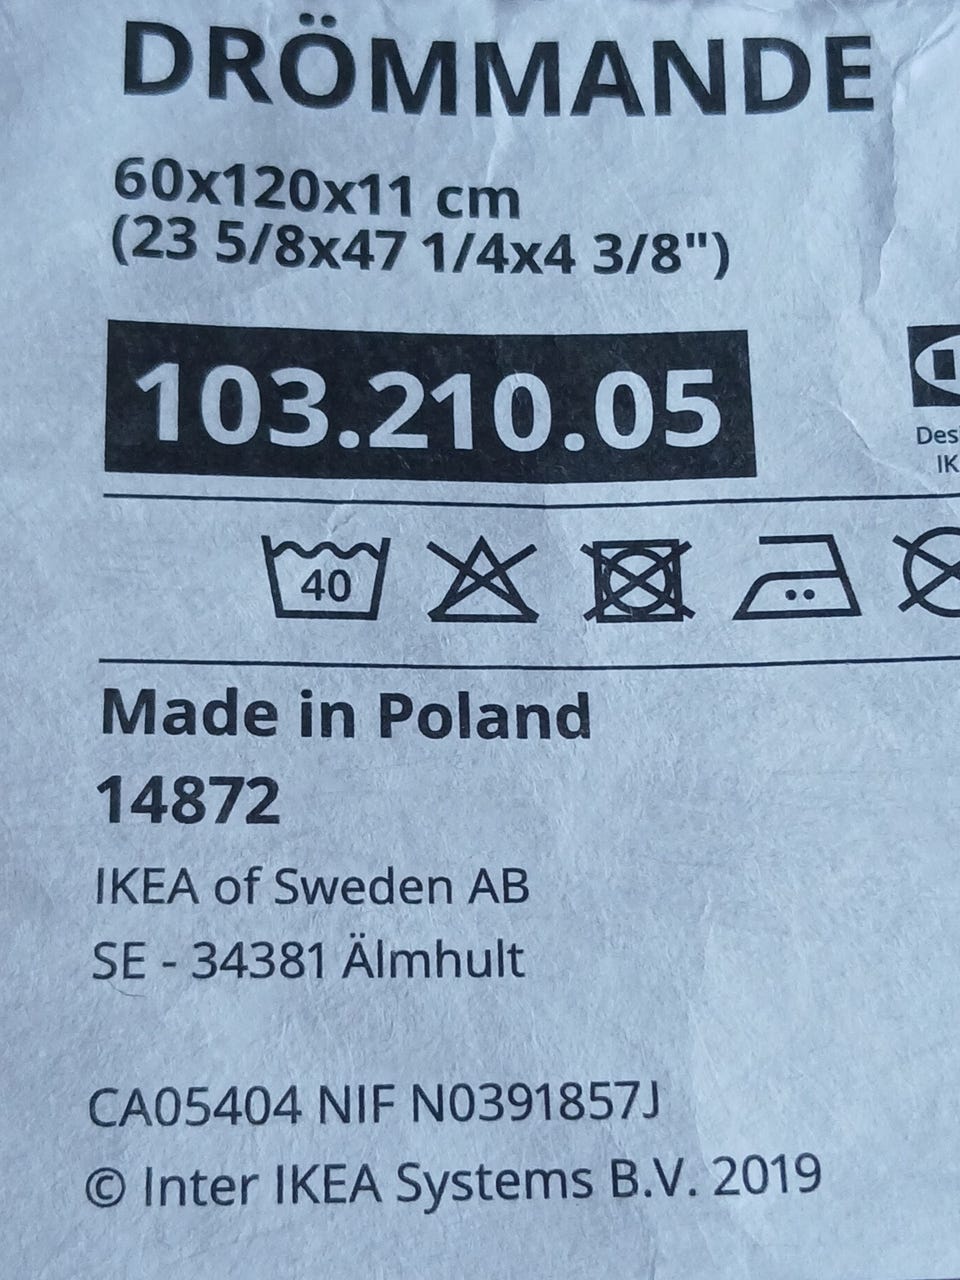 DRÖMMANDE
60x120x11 cm
(23 5/8x47 1/4x4 3/8")
103.210.05
40
Made in Poland
14872
IKEA of Sweden AB
SE - 34381 Älmhult
CA05404 NIF N0391857J
© Inter IKEA Systems B.V. 2019